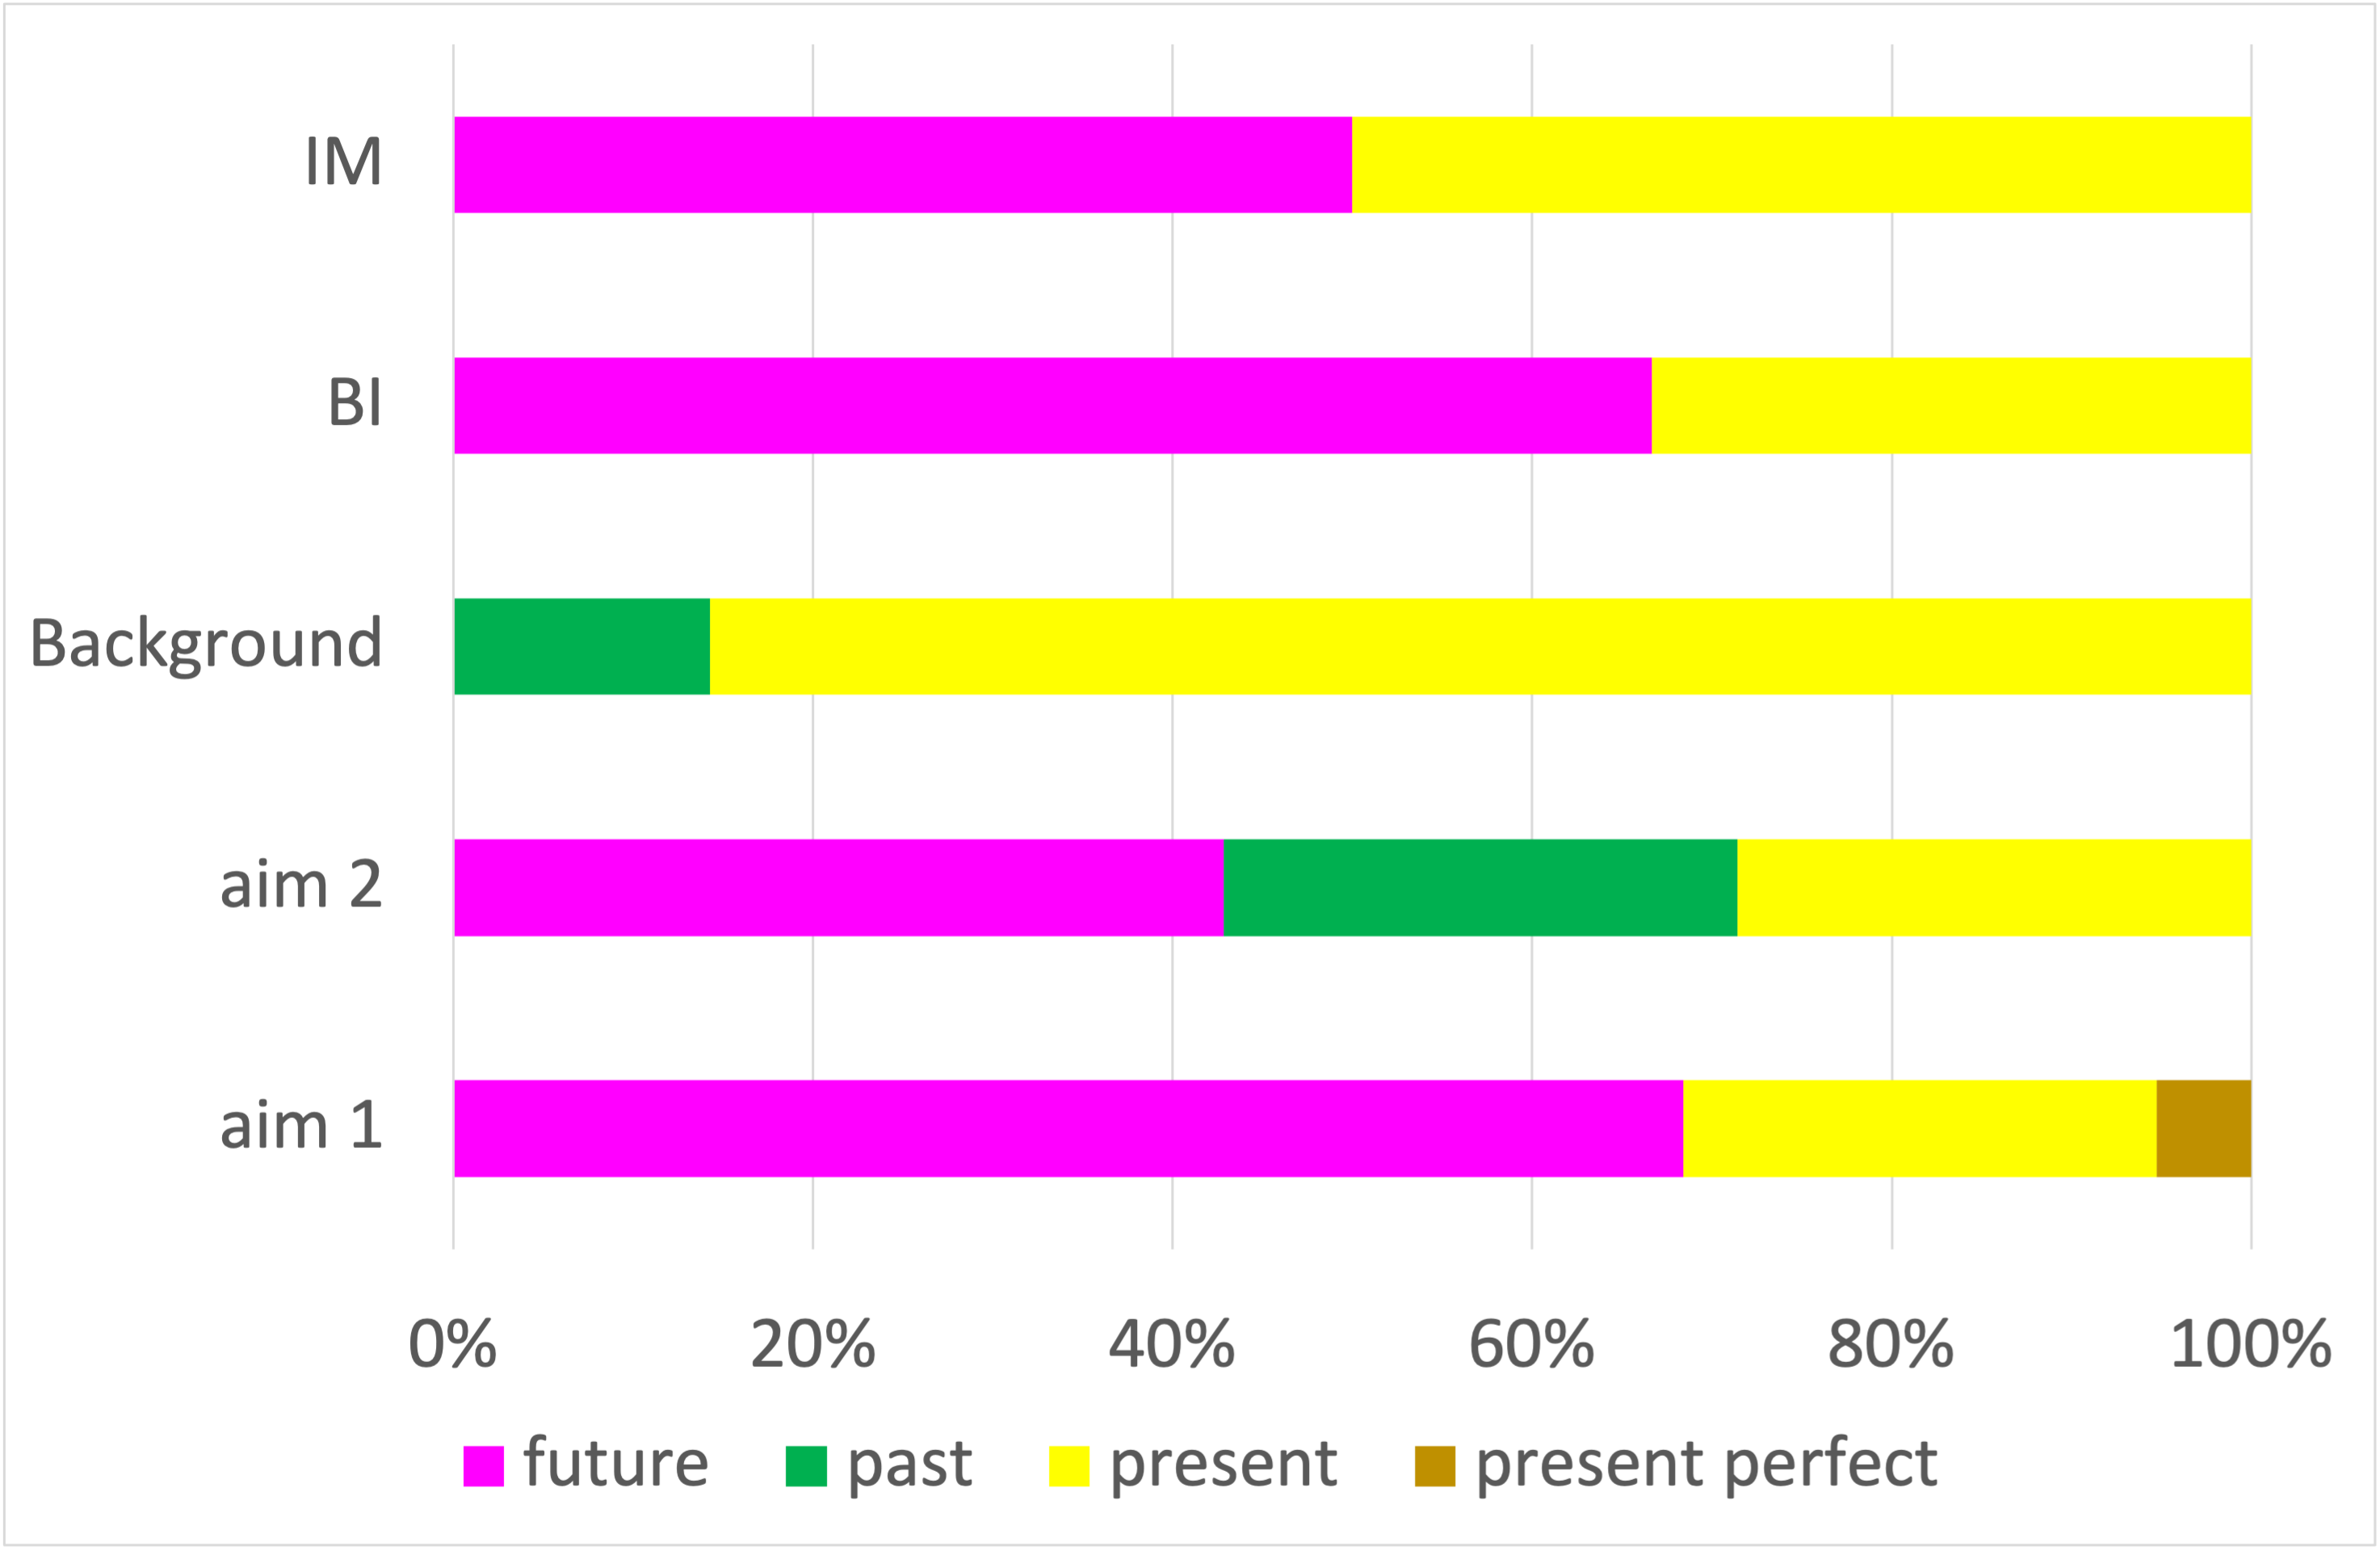 IM
BI
Background
aim 2
aim 1
0% 20% 40% 60% 80% 100%
future past present present perfect